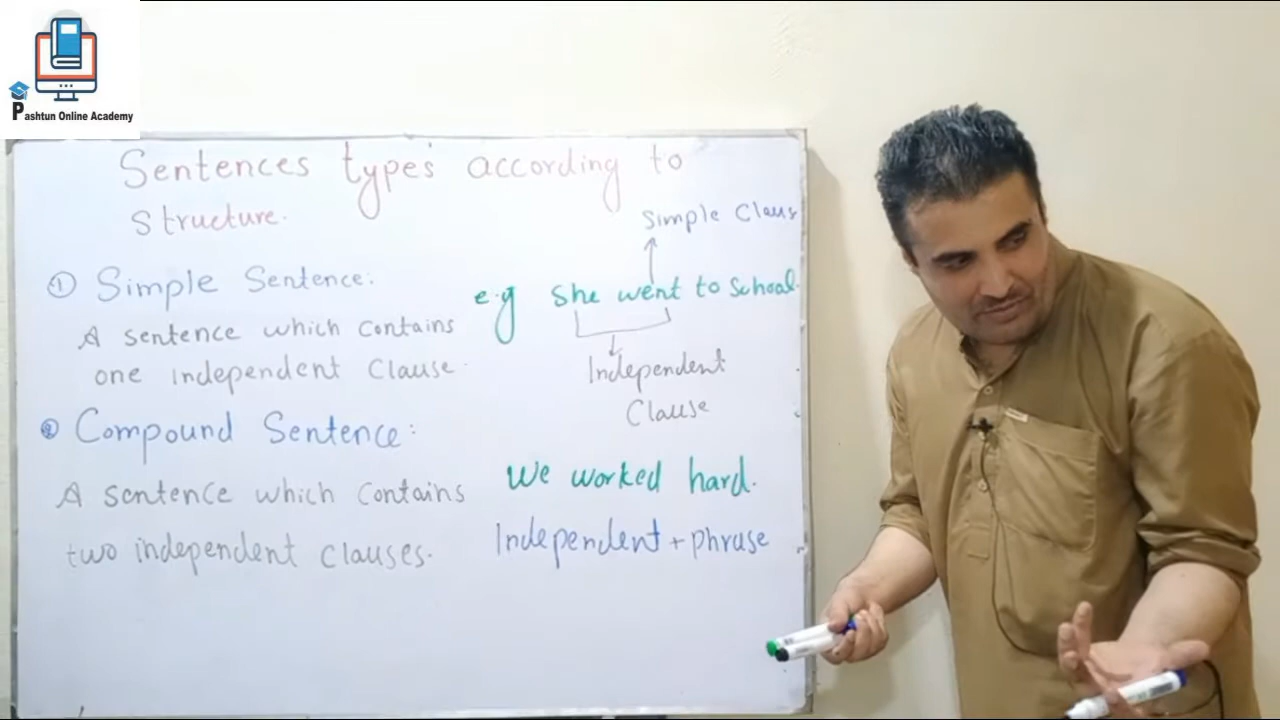 Pashtun Online Academy
Sentences types according to
Structure.
Simple Claus
① Simple Sentence:
e.g She went to School.
A sentence which contains
one independent Clause.
Independent
Clause
② Compound Sentence:
A sentence which contains
two independent clauses.
We worked hard.
Independent + phrase